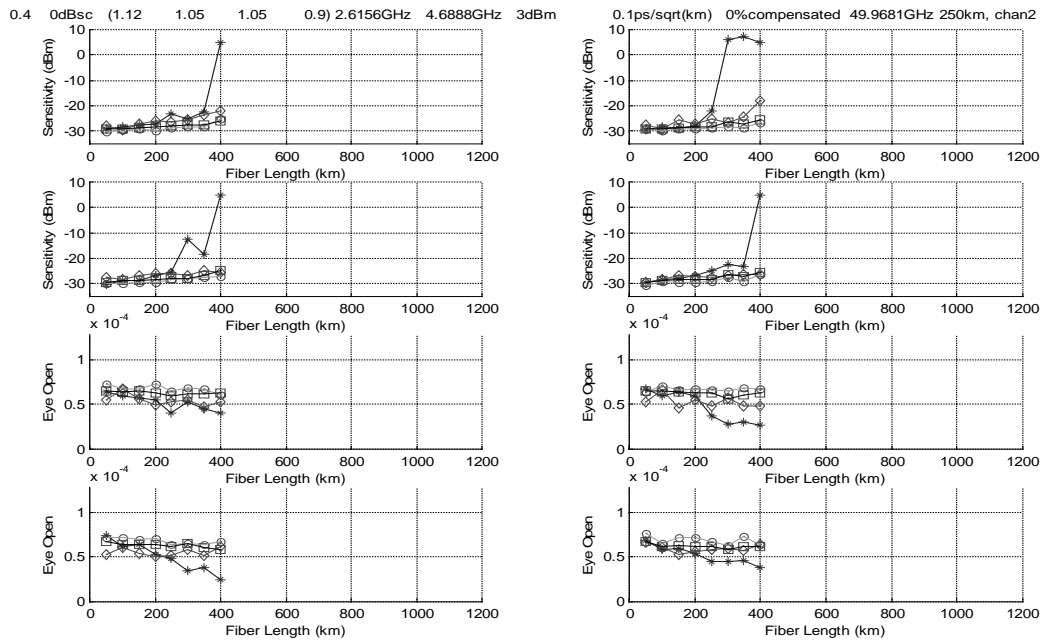 0.4 0dBsc (1.12 1.05 1.05 0.9) 2.6156GHz 4.6888GHz 3dBm 0.1ps/sqrt(km) 0%compensated 49.9681GHz 250km, chan2
10
0
-10
-20
-30
Sensitivity (dBm)
0 200 400 600 800 1000 1200
Fiber Length (km)
10
0
-10
-20
-30
Sensitivity (dBm)
0 200 400 600 800 1000 1200
Fiber Length (km)
10
0
-10
-20
-30
Sensitivity (dBm)
0 200 400 600 800 1000 1200
Fiber Length (km)
10
0
-10
-20
-30
Sensitivity (dBm)
0 200 400 600 800 1000 1200
Fiber Length (km)
x 10⁻⁴
1
0.5
0
Eye Open
0 200 400 600 800 1000 1200
Fiber Length (km)
x 10⁻⁴
1
0.5
0
Eye Open
0 200 400 600 800 1000 1200
Fiber Length (km)
x 10⁻⁴
1
0.5
0
Eye Open
0 200 400 600 800 1000 1200
Fiber Length (km)
x 10⁻⁴
1
0.5
0
Eye Open
0 200 400 600 800 1000 1200
Fiber Length (km)